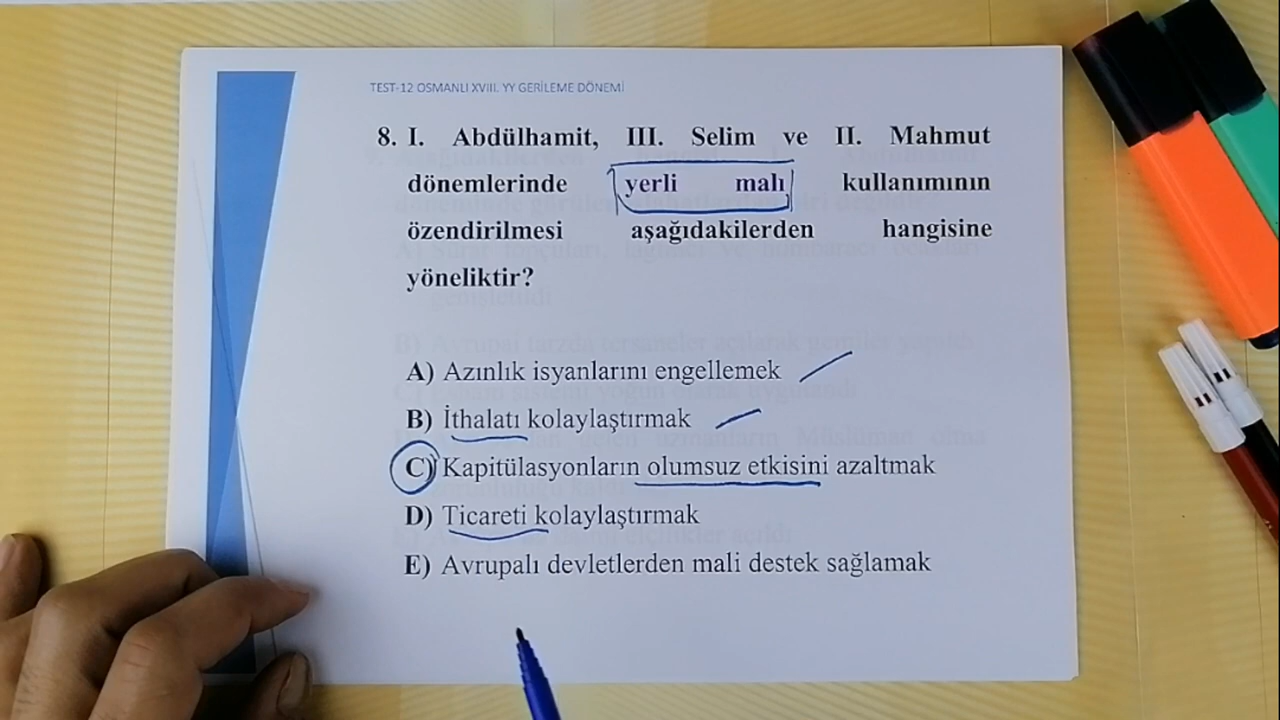 TEST-12 OSMANLI XVIII. YY GERİLEME DÖNEMİ
8. I. Abdülhamit, III. Selim ve II. Mahmut
dönemlerinde yerli malı kullanımının
özendirilmesi aşağıdakilerden hangisine
yöneliktir?
A) Azınlık isyanlarını engellemek
B) İthalatı kolaylaştırmak
C) Kapitülasyonların olumsuz etkisini azaltmak
D) Ticareti kolaylaştırmak
E) Avrupalı devletlerden mali destek sağlamak